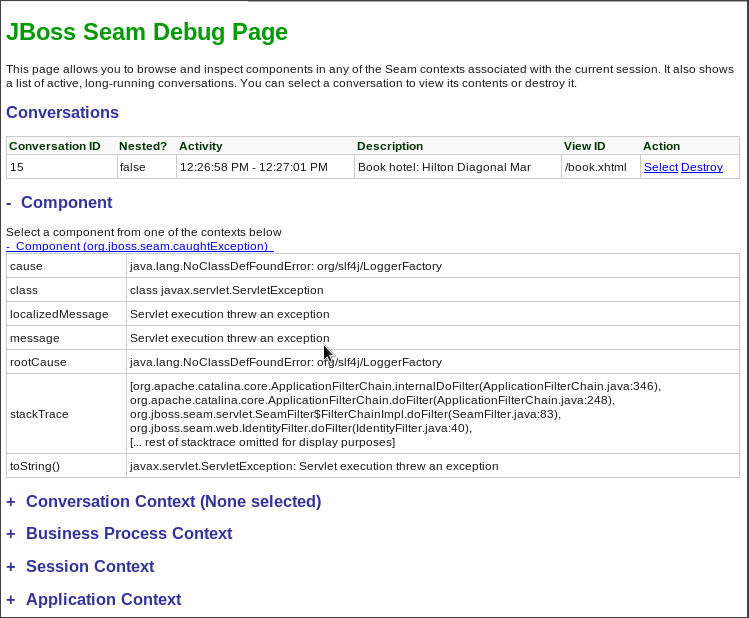 JBoss Seam Debug Page
This page allows you to browse and inspect components in any of the Seam contexts associated with the current session. It also shows
a list of active, long-running conversations. You can select a conversation to view its contents or destroy it.
Conversations
Conversation ID Nested? Activity Description View ID Action
15 false 12:26:58 PM - 12:27:01 PM Book hotel: Hilton Diagonal Mar /book.xhtml Select Destroy
- Component
Select a component from one of the contexts below
- Component (org.jboss.seam.caughtException)
cause java.lang.NoClassDefFoundError: org/slf4j/LoggerFactory
class class javax.servlet.ServletException
localizedMessage Servlet execution threw an exception
message Servlet execution threw an exception
rootCause java.lang.NoClassDefFoundError: org/slf4j/LoggerFactory
stackTrace [org.apache.catalina.core.ApplicationFilterChain.internalDoFilter(ApplicationFilterChain.java:346),
org.apache.catalina.core.ApplicationFilterChain.doFilter(ApplicationFilterChain.java:248),
org.jboss.seam.servlet.SeamFilter$FilterChainImpl.doFilter(SeamFilter.java:83),
org.jboss.seam.web.IdentityFilter.doFilter(IdentityFilter.java:40),
[... rest of stacktrace omitted for display purposes]
toString() javax.servlet.ServletException: Servlet execution threw an exception
+ Conversation Context (None selected)
+ Business Process Context
+ Session Context
+ Application Context